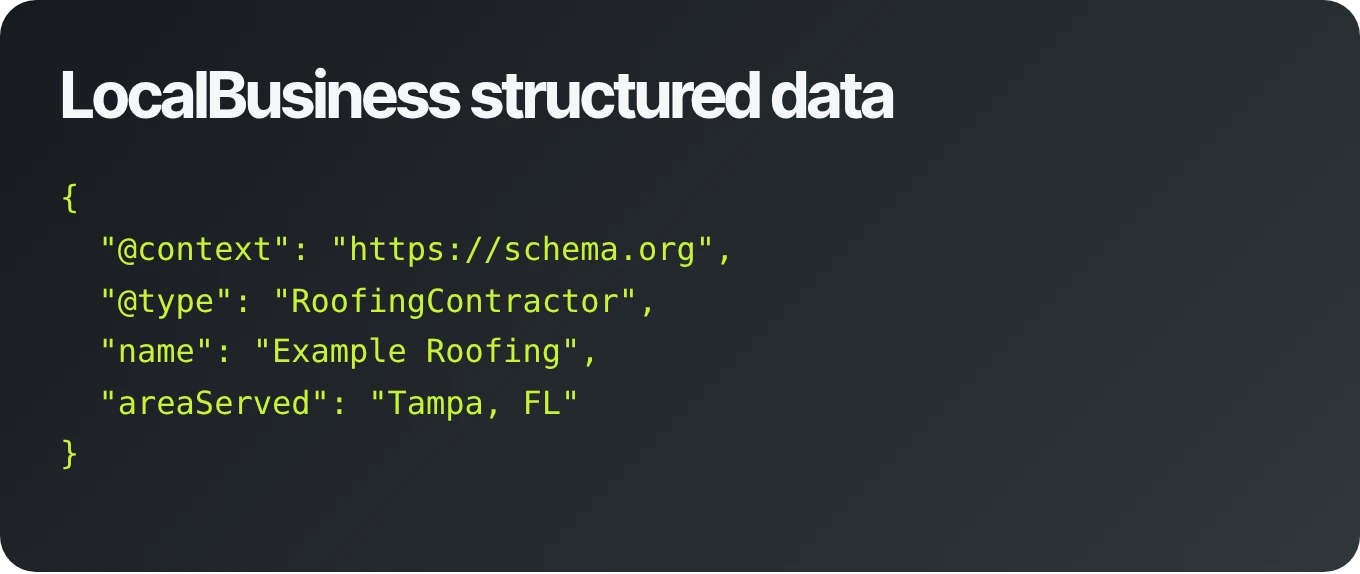 LocalBusiness structured data
{
  "@context": "https://schema.org",
  "@type": "RoofingContractor",
  "name": "Example Roofing",
  "areaServed": "Tampa, FL"
}